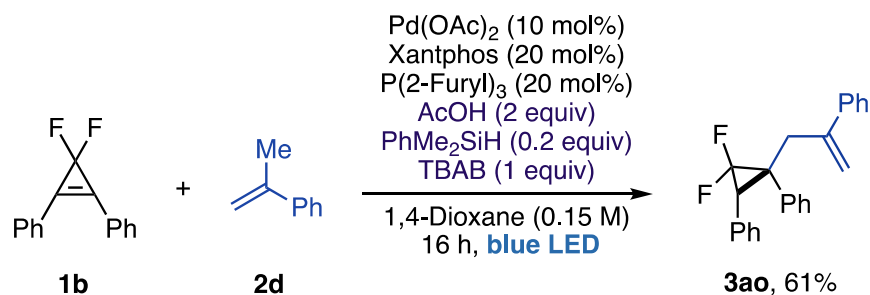 Pd(OAc)2 (10 mol%)
Xantphos (20 mol%)
P(2-Furyl)3 (20 mol%)
AcOH (2 equiv)
PhMe2SiH (0.2 equiv)
TBAB (1 equiv)
1,4-Dioxane (0.15 M)
16 h, blue LED
F F
Ph Ph
1b
+
Me
Ph
2d
Ph
F
F
Ph
Ph
3ao, 61%